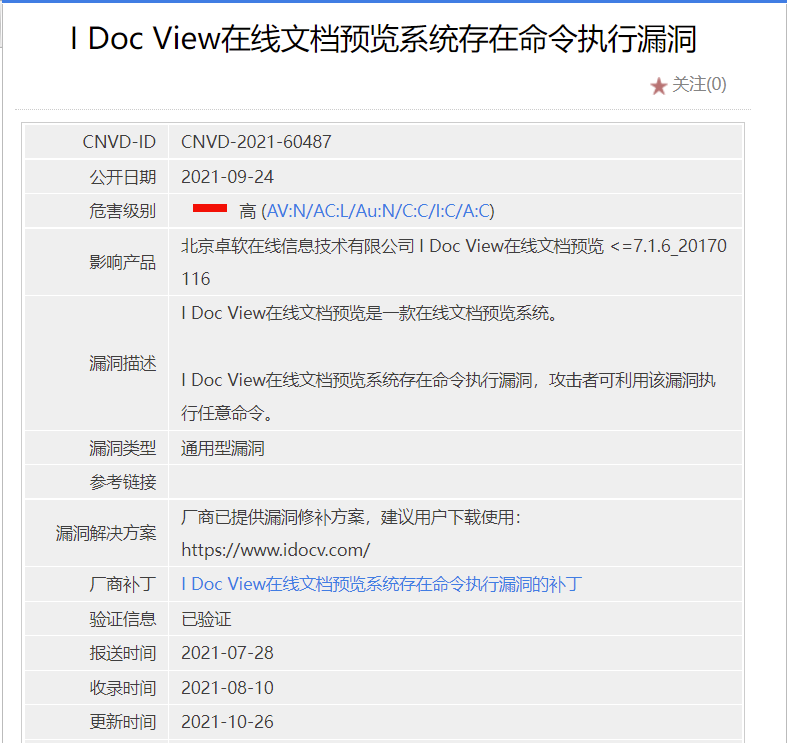 I Doc View在线文档预览系统存在命令执行漏洞
★ 关注(0)
CNVD-ID CNVD-2021-60487
公开日期 2021-09-24
危害级别 高 (AV:N/AC:L/Au:N/C:C/I:C/A:C)
影响产品 北京卓软在线信息技术有限公司 I Doc View在线文档预览 <=7.1.6_20170
116
I Doc View在线文档预览是一款在线文档预览系统。
漏洞描述
I Doc View在线文档预览系统存在命令执行漏洞，攻击者可利用该漏洞执
行任意命令。
漏洞类型 通用型漏洞
参考链接
漏洞解决方案 厂商已提供漏洞修补方案，建议用户下载使用：
https://www.idocv.com/
厂商补丁 I Doc View在线文档预览系统存在命令执行漏洞的补丁
验证信息 已验证
报送时间 2021-07-28
收录时间 2021-08-10
更新时间 2021-10-26